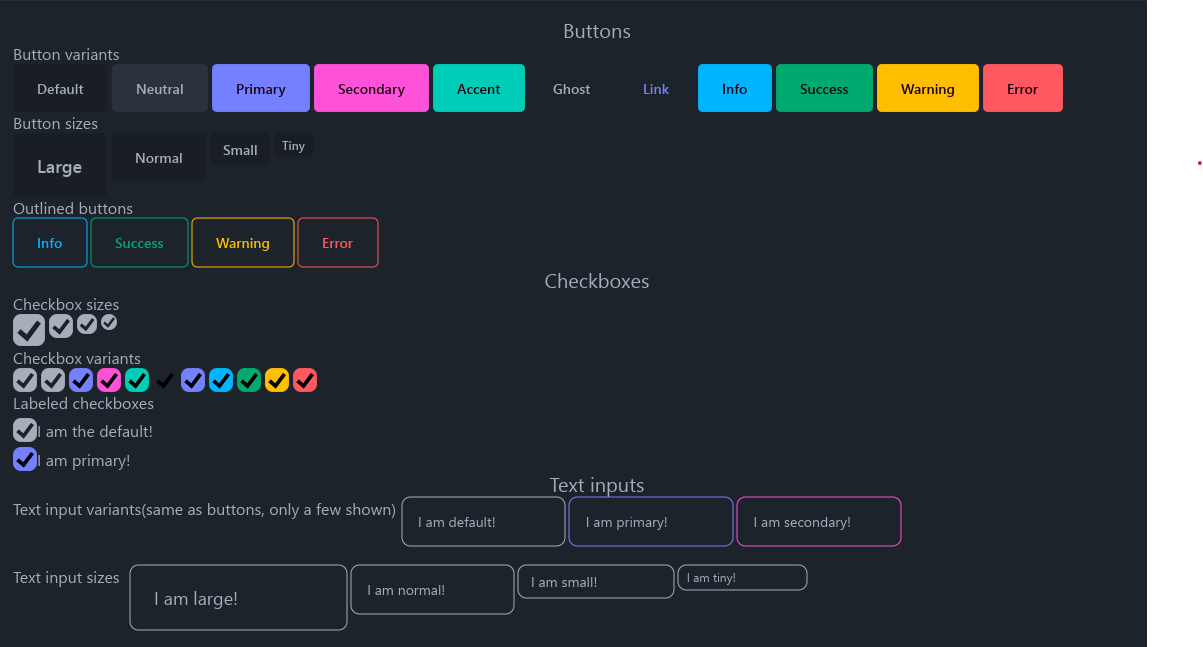 Buttons
Button variants
Default Neutral Primary Secondary Accent Ghost Link Info Success Warning Error
Button sizes
Large Normal Small Tiny
Outlined buttons
Info Success Warning Error
Checkboxes
Checkbox sizes
Checkbox variants
Labeled checkboxes
I am the default!
I am primary!
Text inputs
Text input variants(same as buttons, only a few shown) I am default! I am primary! I am secondary!
Text input sizes I am large! I am normal! I am small! I am tiny!